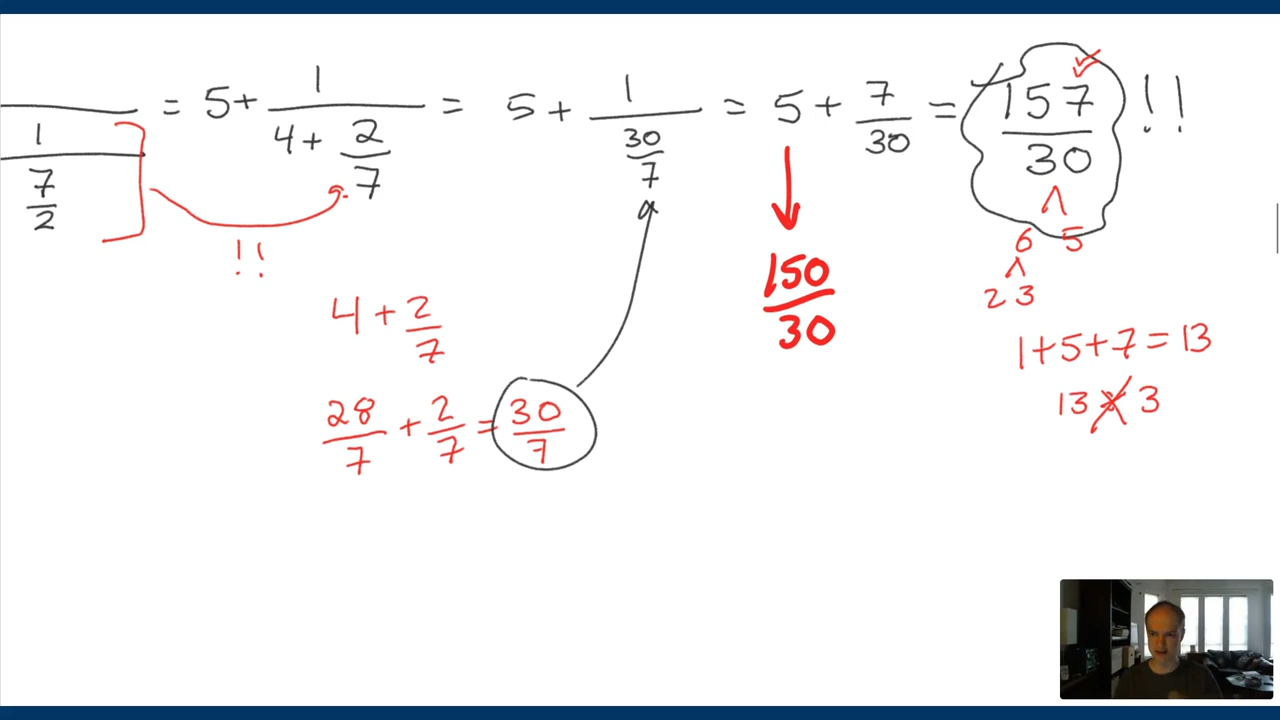 1/(7/2) = 5 + 1/(4 + 2/7) = 5 + 1/(30/7) = 5 + 7/30 = 157/30 !!
6 5
!!
150/30
2 3
4 + 2/7
1 + 5 + 7 = 13
28/7 + 2/7 = 30/7
13 3